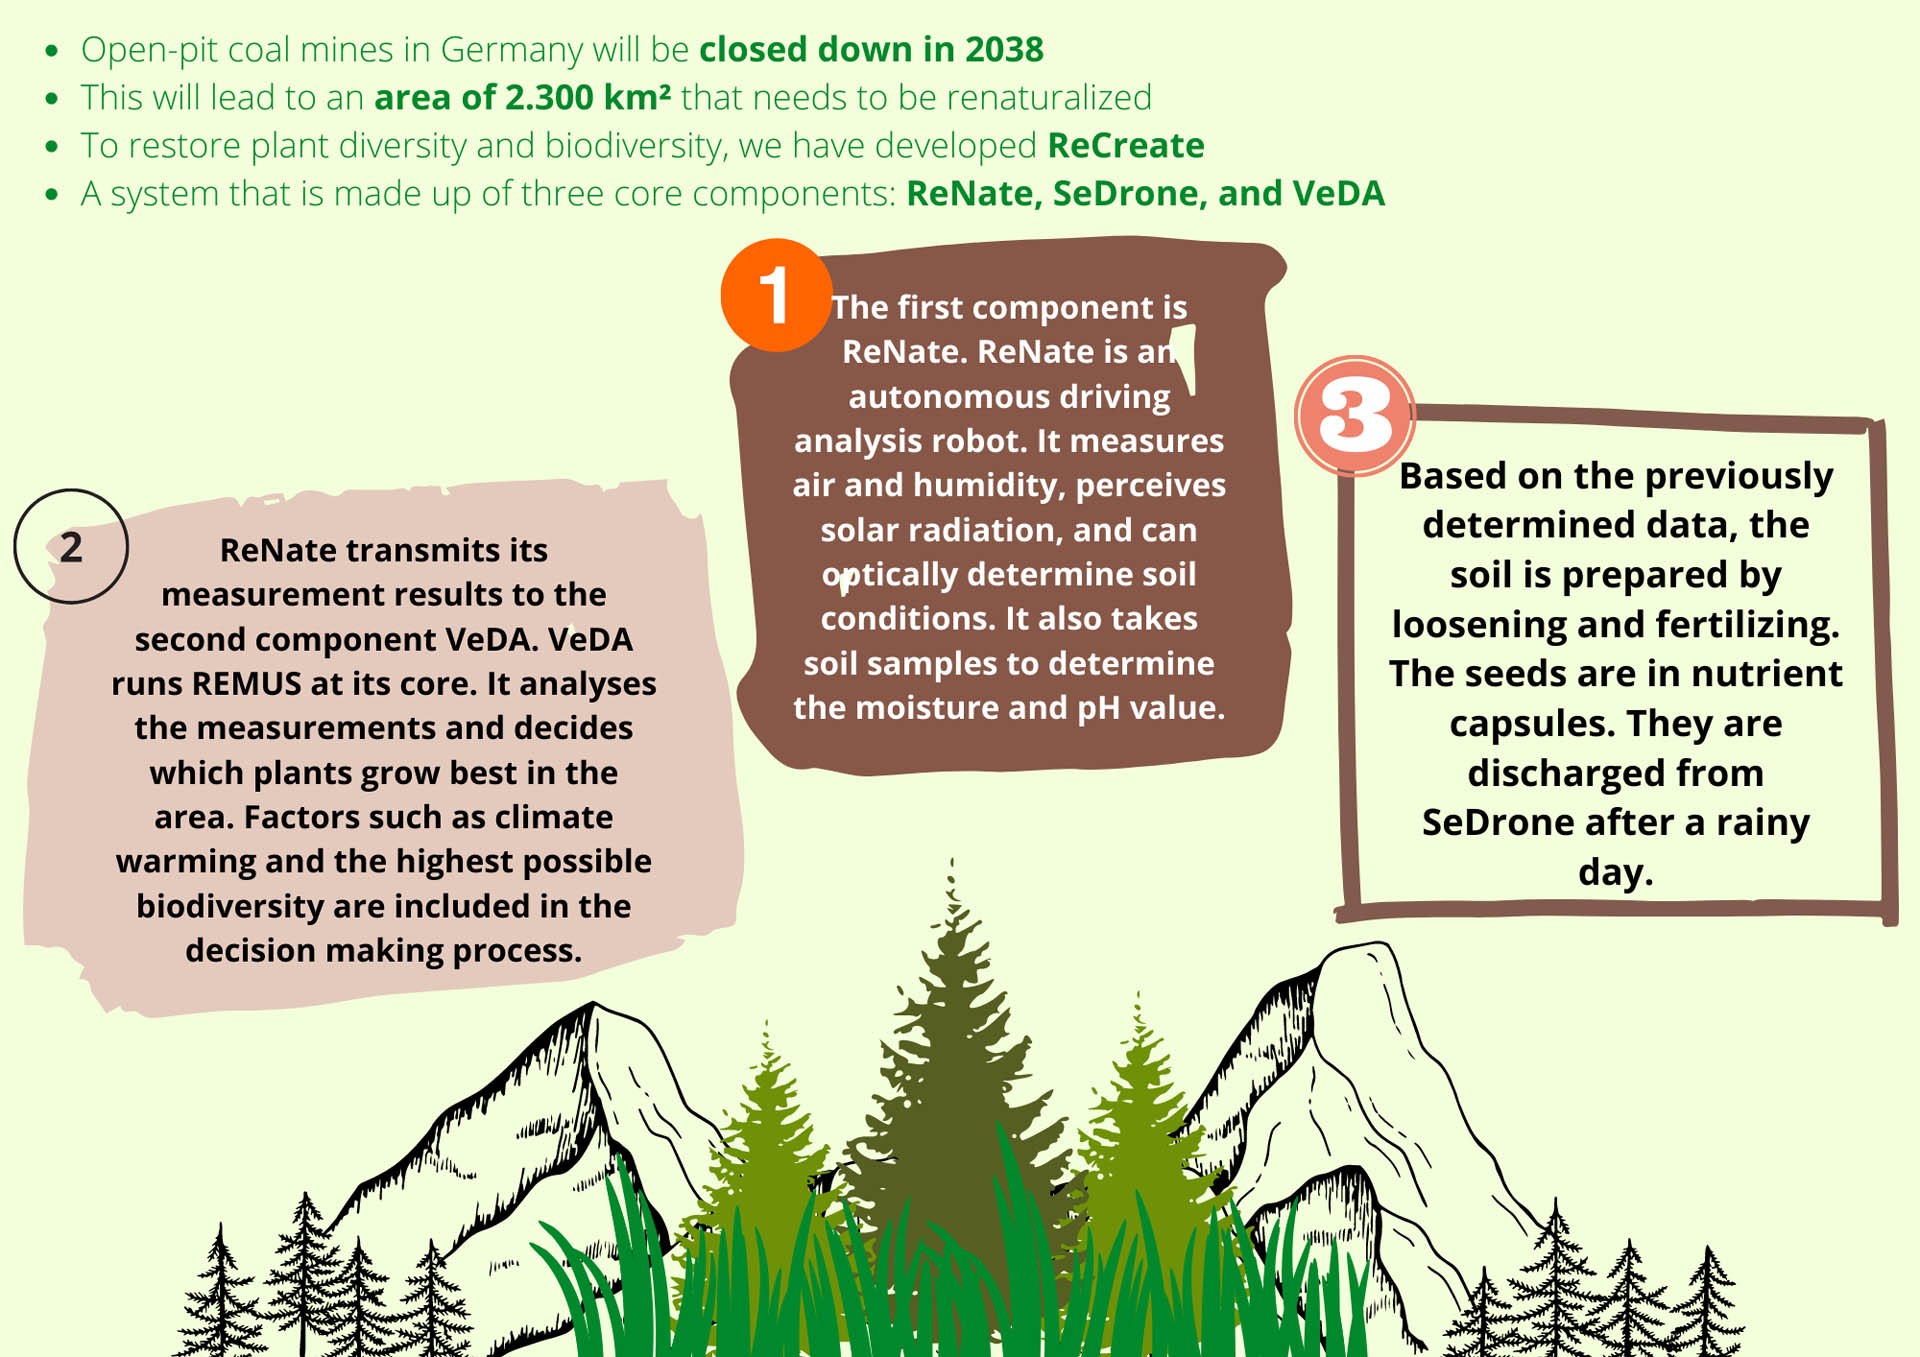 Open-pit coal mines in Germany will be closed down in 2038
This will lead to an area of 2.300 km² that needs to be renaturalized
To restore plant diversity and biodiversity, we have developed ReCreate
A system that is made up of three core components: ReNate, SeDrone, and VeDA
1
The first component is
ReNate. ReNate is an
autonomous driving
analysis robot. It measures
air and humidity, perceives
solar radiation, and can
optically determine soil
conditions. It also takes
soil samples to determine
the moisture and pH value.
2
ReNate transmits its
measurement results to the
second component VeDA. VeDA
runs REMUS at its core. It analyses
the measurements and decides
which plants grow best in the
area. Factors such as climate
warming and the highest possible
biodiversity are included in the
decision making process.
3
Based on the previously
determined data, the
soil is prepared by
loosening and fertilizing.
The seeds are in nutrient
capsules. They are
discharged from
SeDrone after a rainy
day.